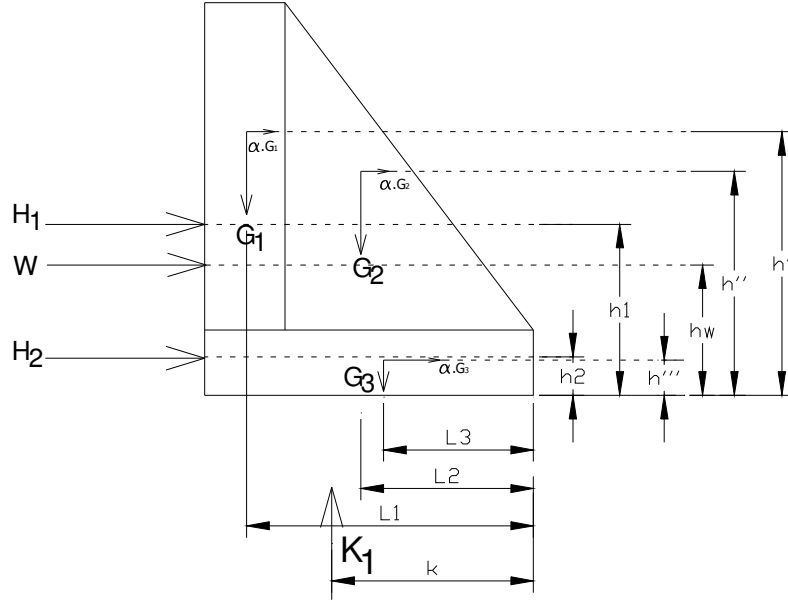 α.G₁
α.G₂
H₁
G₁
W
G₂
h1
hw
h''
H₂
G₃
α.G₃
h2
h'''
L3
L2
L1
K₁
k